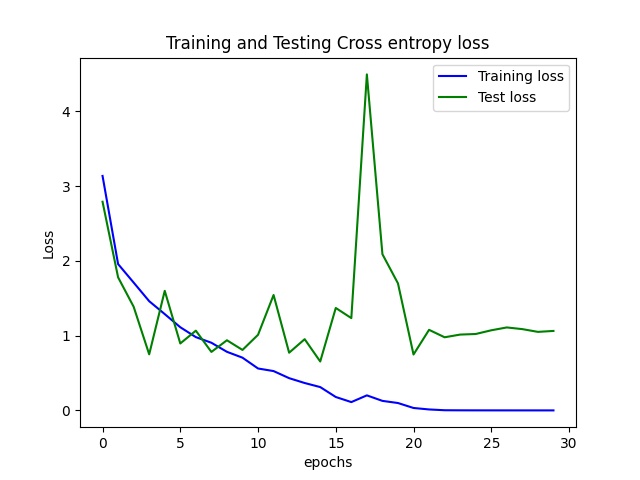 Training and Testing Cross entropy loss
Training loss
Test loss
Loss
4
3
2
1
0
0 5 10 15 20 25 30
epochs